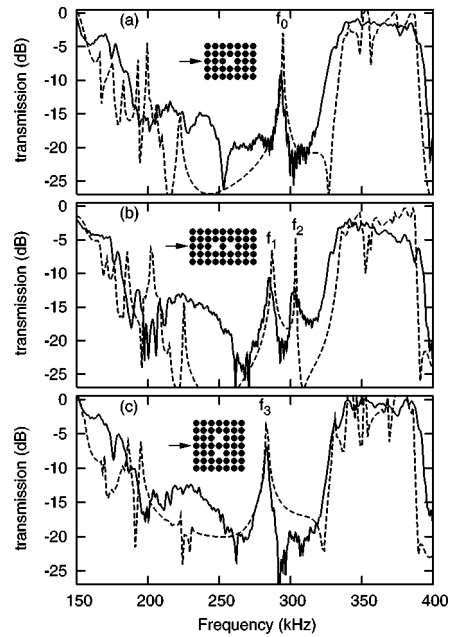 (a)
f0
transmission (dB)
0
-5
-10
-15
-20
-25
(b)
f1
f2
transmission (dB)
0
-5
-10
-15
-20
-25
(c)
f3
transmission (dB)
0
-5
-10
-15
-20
-25
150 200 250 300 350 400
Frequency (kHz)